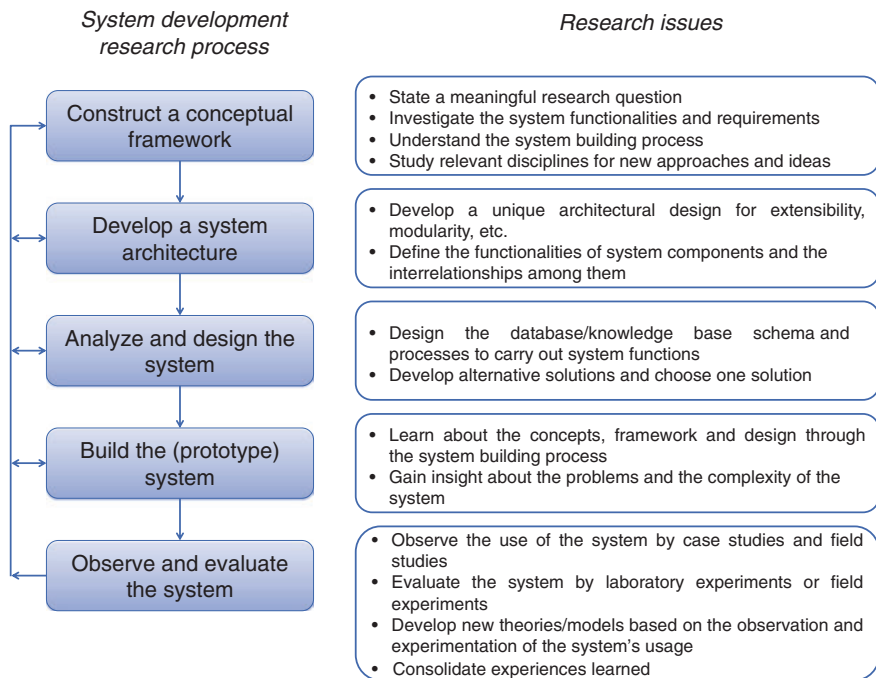 System development
research process
Research issues
Construct a conceptual
framework
• State a meaningful research question
• Investigate the system functionalities and requirements
• Understand the system building process
• Study relevant disciplines for new approaches and ideas
Develop a system
architecture
• Develop a unique architectural design for extensibility,
modularity, etc.
• Define the functionalities of system components and the
interrelationships among them
Analyze and design the
system
• Design the database/knowledge base schema and
processes to carry out system functions
• Develop alternative solutions and choose one solution
Build the (prototype)
system
• Learn about the concepts, framework and design through
the system building process
• Gain insight about the problems and the complexity of the
system
Observe and evaluate
the system
• Observe the use of the system by case studies and field
studies
• Evaluate the system by laboratory experiments or field
experiments
• Develop new theories/models based on the observation and
experimentation of the system's usage
• Consolidate experiences learned